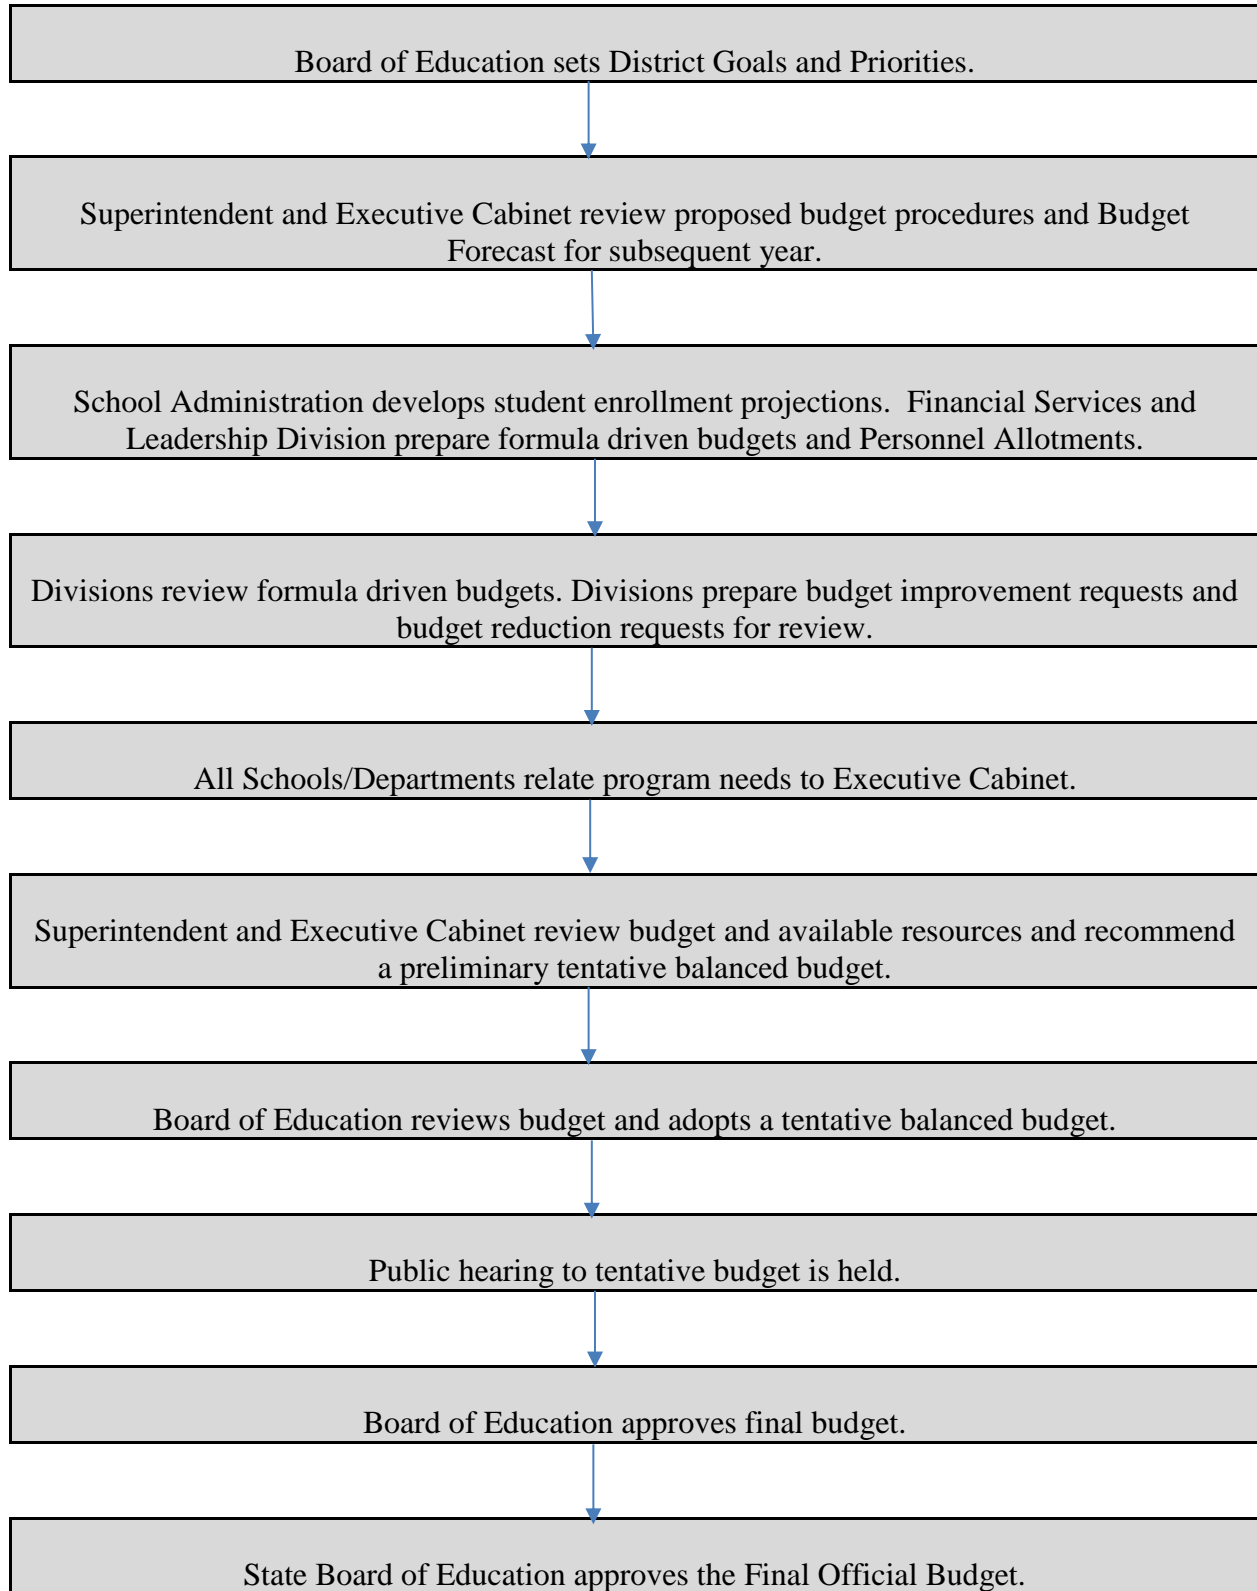 Board of Education sets District Goals and Priorities.
Superintendent and Executive Cabinet review proposed budget procedures and Budget
Forecast for subsequent year.
School Administration develops student enrollment projections.  Financial Services and
Leadership Division prepare formula driven budgets and Personnel Allotments.
Divisions review formula driven budgets. Divisions prepare budget improvement requests and
budget reduction requests for review.
All Schools/Departments relate program needs to Executive Cabinet.
Superintendent and Executive Cabinet review budget and available resources and recommend
a preliminary tentative balanced budget.
Board of Education reviews budget and adopts a tentative balanced budget.
Public hearing to tentative budget is held.
Board of Education approves final budget.
State Board of Education approves the Final Official Budget.